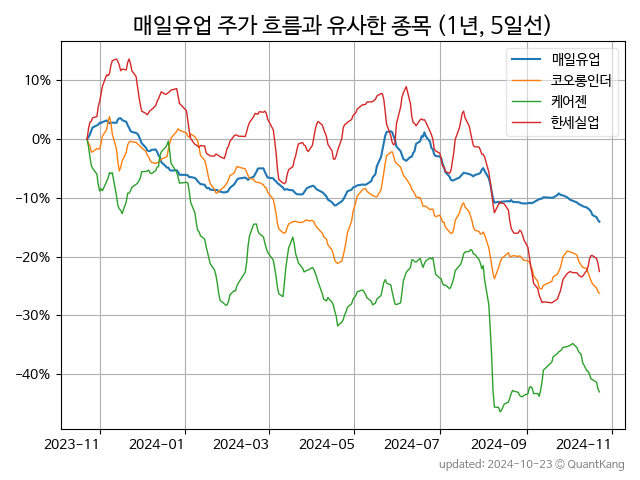 매일유업 주가 흐름과 유사한 종목 (1년, 5일선)
매일유업
코오롱인더
케어젠
한세실업
10%
0%
−10%
−20%
−30%
−40%
2023-11 2024-01 2024-03 2024-05 2024-07 2024-09 2024-11
updated: 2024-10-23 © QuantKang